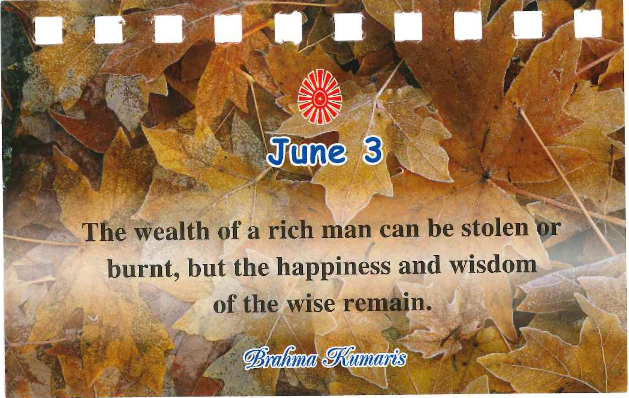 June 3
The wealth of a rich man can be stolen or
burnt, but the happiness and wisdom
of the wise remain.
Brahma Kumaris